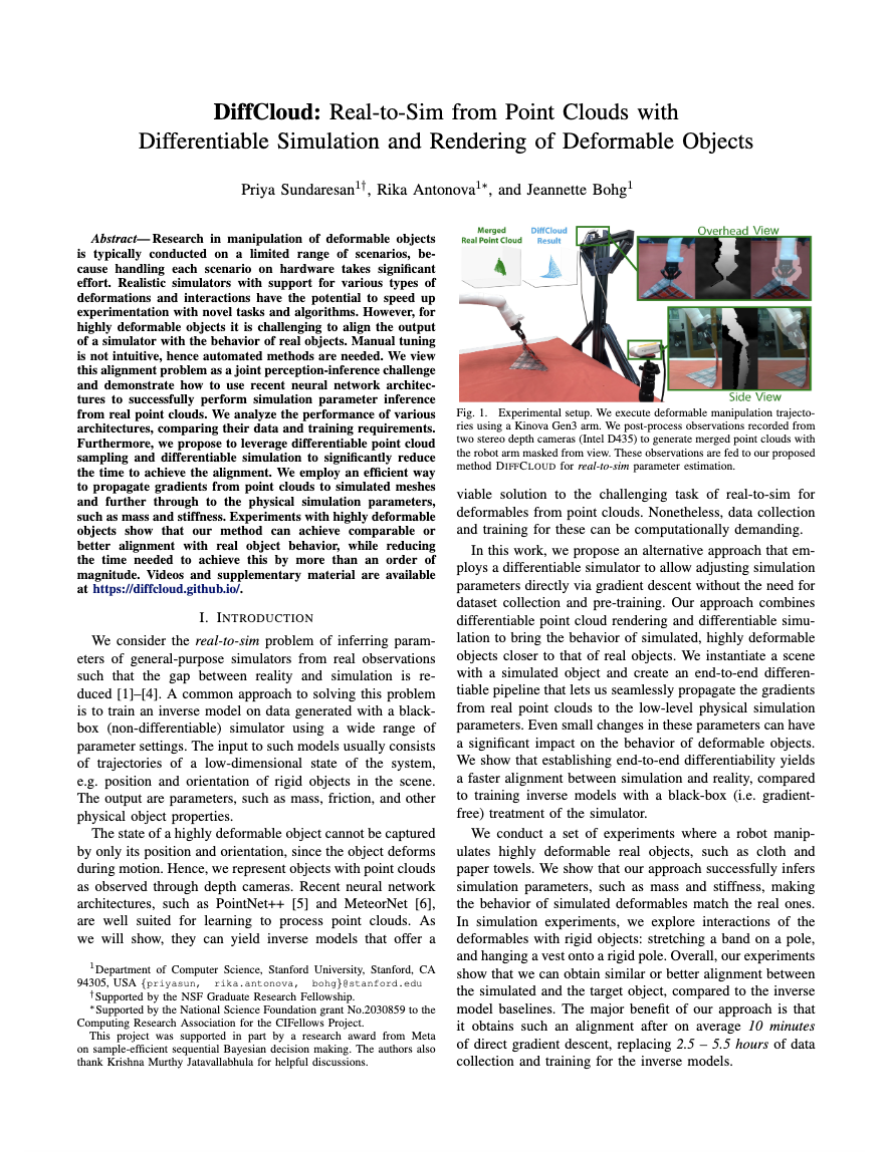 DiffCloud: Real-to-Sim from Point Clouds with
Differentiable Simulation and Rendering of Deformable Objects
Priya Sundaresan1†, Rika Antonova1∗, and Jeannette Bohg1
Abstract— Research in manipulation of deformable objects
is typically conducted on a limited range of scenarios, be-
cause handling each scenario on hardware takes significant
effort. Realistic simulators with support for various types of
deformations and interactions have the potential to speed up
experimentation with novel tasks and algorithms. However, for
highly deformable objects it is challenging to align the output
of a simulator with the behavior of real objects. Manual tuning
is not intuitive, hence automated methods are needed. We view
this alignment problem as a joint perception-inference challenge
and demonstrate how to use recent neural network architec-
tures to successfully perform simulation parameter inference
from real point clouds. We analyze the performance of various
architectures, comparing their data and training requirements.
Furthermore, we propose to leverage differentiable point cloud
sampling and differentiable simulation to significantly reduce
the time to achieve the alignment. We employ an efficient way
to propagate gradients from point clouds to simulated meshes
and further through to the physical simulation parameters,
such as mass and stiffness. Experiments with highly deformable
objects show that our method can achieve comparable or
better alignment with real object behavior, while reducing
the time needed to achieve this by more than an order of
magnitude. Videos and supplementary material are available
at https://diffcloud.github.io/.
I. INTRODUCTION
We consider the real-to-sim problem of inferring param-
eters of general-purpose simulators from real observations
such that the gap between reality and simulation is re-
duced [1]–[4]. A common approach to solving this problem
is to train an inverse model on data generated with a black-
box (non-differentiable) simulator using a wide range of
parameter settings. The input to such models usually consists
of trajectories of a low-dimensional state of the system,
e.g. position and orientation of rigid objects in the scene.
The output are parameters, such as mass, friction, and other
physical object properties.
The state of a highly deformable object cannot be captured
by only its position and orientation, since the object deforms
during motion. Hence, we represent objects with point clouds
as observed through depth cameras. Recent neural network
architectures, such as PointNet++ [5] and MeteorNet [6],
are well suited for learning to process point clouds. As
we will show, they can yield inverse models that offer a
1Department of Computer Science, Stanford University, Stanford, CA
94305, USA {priyasun, rika.antonova, bohg}@stanford.edu
†Supported by the NSF Graduate Research Fellowship.
∗Supported by the National Science Foundation grant No.2030859 to the
Computing Research Association for the CIFellows Project.
This project was supported in part by a research award from Meta
on sample-efficient sequential Bayesian decision making. The authors also
thank Krishna Murthy Jatavallabhula for helpful discussions.
Merged
Real Point Cloud
DiffCloud
Result
Overhead View
Side View
Fig. 1. Experimental setup. We execute deformable manipulation trajecto-
ries using a Kinova Gen3 arm. We post-process observations recorded from
two stereo depth cameras (Intel D435) to generate merged point clouds with
the robot arm masked from view. These observations are fed to our proposed
method DIFFCLOUD for real-to-sim parameter estimation.
viable solution to the challenging task of real-to-sim for
deformables from point clouds. Nonetheless, data collection
and training for these can be computationally demanding.
In this work, we propose an alternative approach that em-
ploys a differentiable simulator to allow adjusting simulation
parameters directly via gradient descent without the need for
dataset collection and pre-training. Our approach combines
differentiable point cloud rendering and differentiable simu-
lation to bring the behavior of simulated, highly deformable
objects closer to that of real objects. We instantiate a scene
with a simulated object and create an end-to-end differen-
tiable pipeline that lets us seamlessly propagate the gradients
from real point clouds to the low-level physical simulation
parameters. Even small changes in these parameters can have
a significant impact on the behavior of deformable objects.
We show that establishing end-to-end differentiability yields
a faster alignment between simulation and reality, compared
to training inverse models with a black-box (i.e. gradient-
free) treatment of the simulator.
We conduct a set of experiments where a robot manip-
ulates highly deformable real objects, such as cloth and
paper towels. We show that our approach successfully infers
simulation parameters, such as mass and stiffness, making
the behavior of simulated deformables match the real ones.
In simulation experiments, we explore interactions of the
deformables with rigid objects: stretching a band on a pole,
and hanging a vest onto a rigid pole. Overall, our experiments
show that we can obtain similar or better alignment between
the simulated and the target object, compared to the inverse
model baselines. The major benefit of our approach is that
it obtains such an alignment after on average 10 minutes
of direct gradient descent, replacing 2.5 – 5.5 hours of data
collection and training for the inverse models.